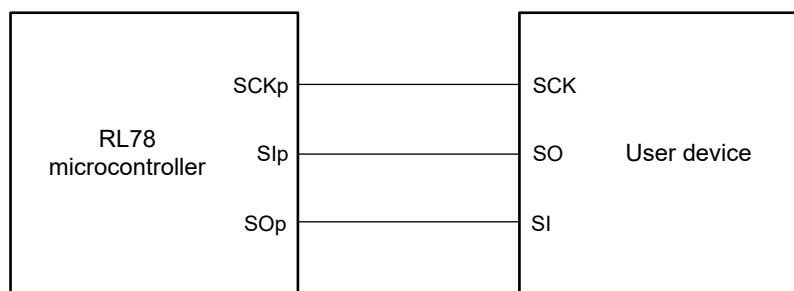 SCKp
SCK
RL78
microcontroller
SIp
SO
User device
SOp
SI